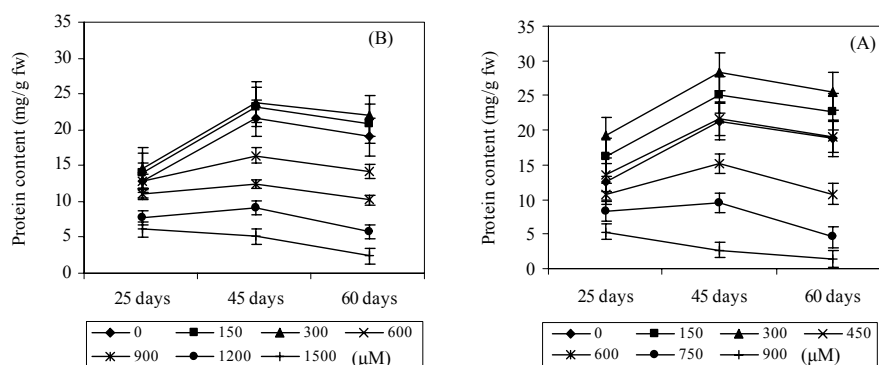 (B)
Protein content (mg/g fw)
35
30
25
20
15
10
5
0
25 days 45 days 60 days
0 150 300 600
900 1200 1500 (μM)
(A)
Protein content (mg/g fw)
35
30
25
20
15
10
5
0
25 days 45 days 60 days
0 150 300 450
600 750 900 (μM)